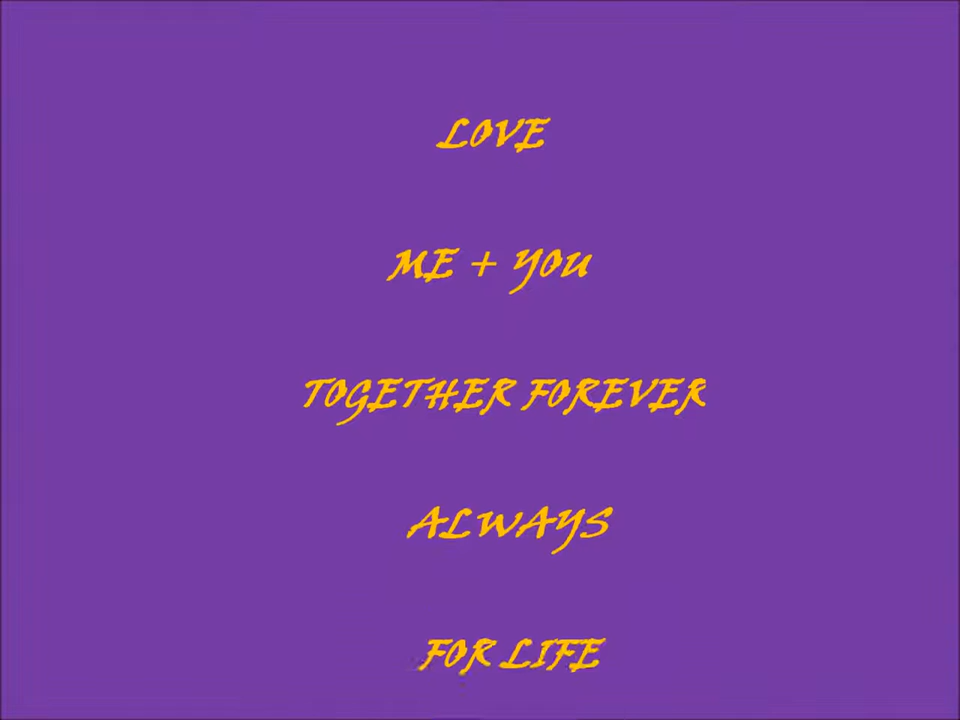 LOVE
ME + YOU
TOGETHER FOREVER
ALWAYS
FOR LIFE